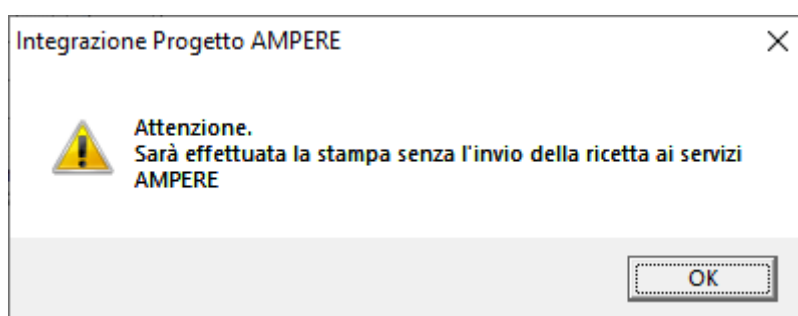 Integrazione Progetto AMPERE
Attenzione.
Sarà effettuata la stampa senza l'invio della ricetta ai servizi
AMPERE
OK